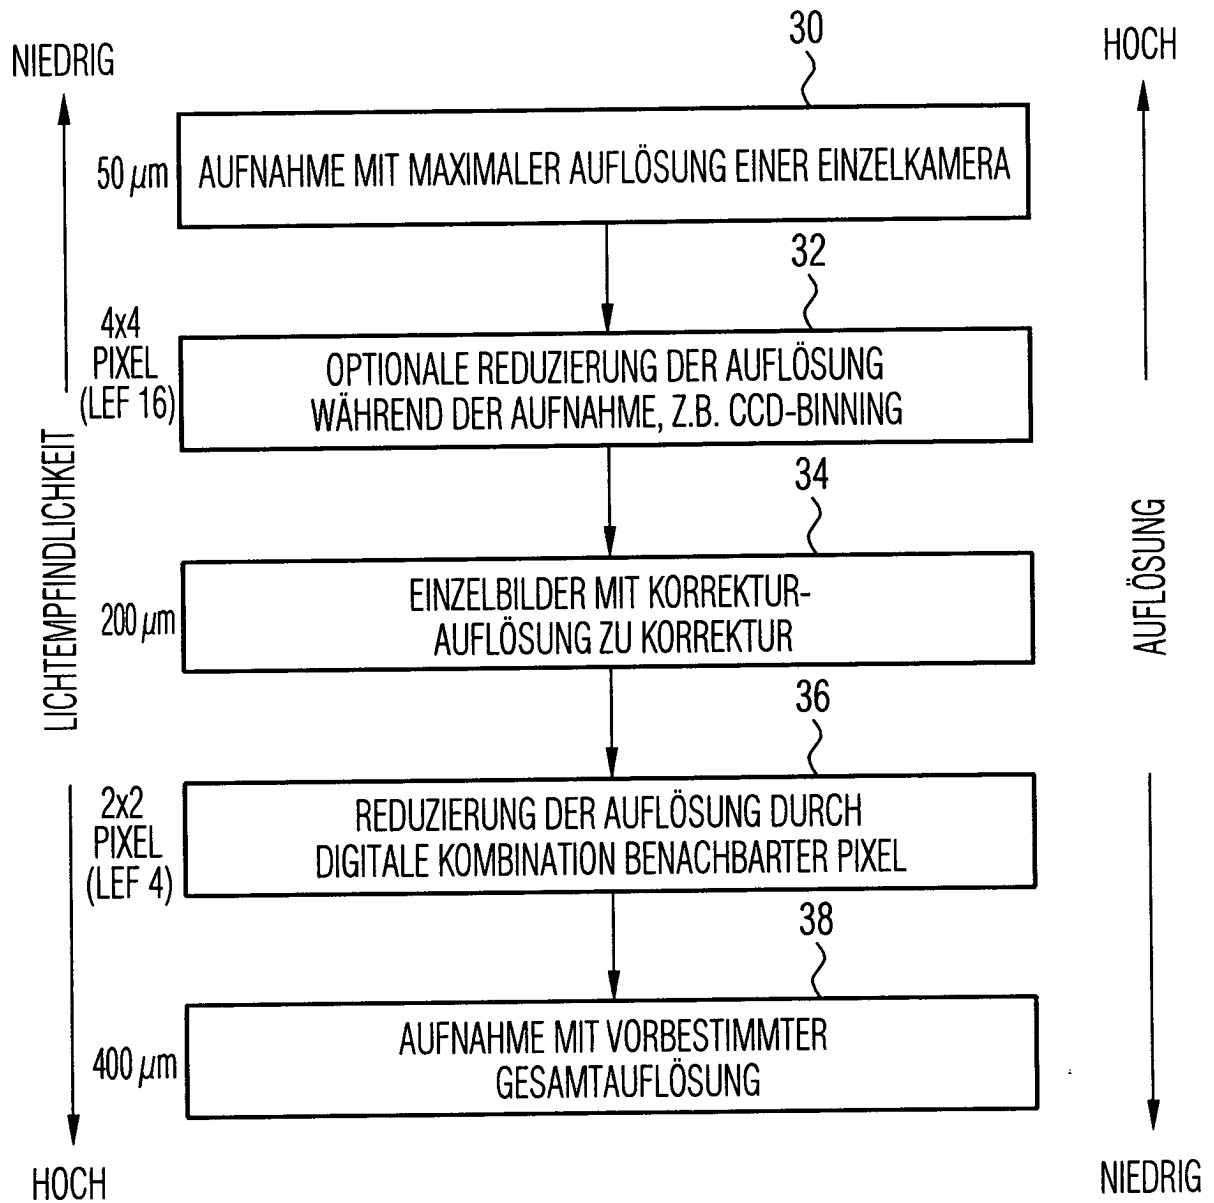 30
NIEDRIG
HOCH
50 µm
AUFNAHME MIT MAXIMALER AUFLÖSUNG EINER EINZELKAMERA
32
4x4
PIXEL
(LEF 16)
OPTIONALE REDUZIERUNG DER AUFLÖSUNG
WÄHREND DER AUFNAHME, Z.B. CCD-BINNING
34
LICHTEMPFINDLICHKEIT
AUFLÖSUNG
200 µm
EINZELBILDER MIT KORREKTUR-
AUFLÖSUNG ZU KORREKTUR
36
2x2
PIXEL
(LEF 4)
REDUZIERUNG DER AUFLÖSUNG DURCH
DIGITALE KOMBINATION BENACHBARTER PIXEL
38
400 µm
AUFNAHME MIT VORBESTIMMTER
GESAMTAUFLÖSUNG
HOCH
NIEDRIG